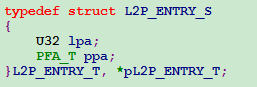 typedef struct L2P_ENTRY_S
{
    U32 lpa;
    PFA_T ppa;
}L2P_ENTRY_T, *pL2P_ENTRY_T;